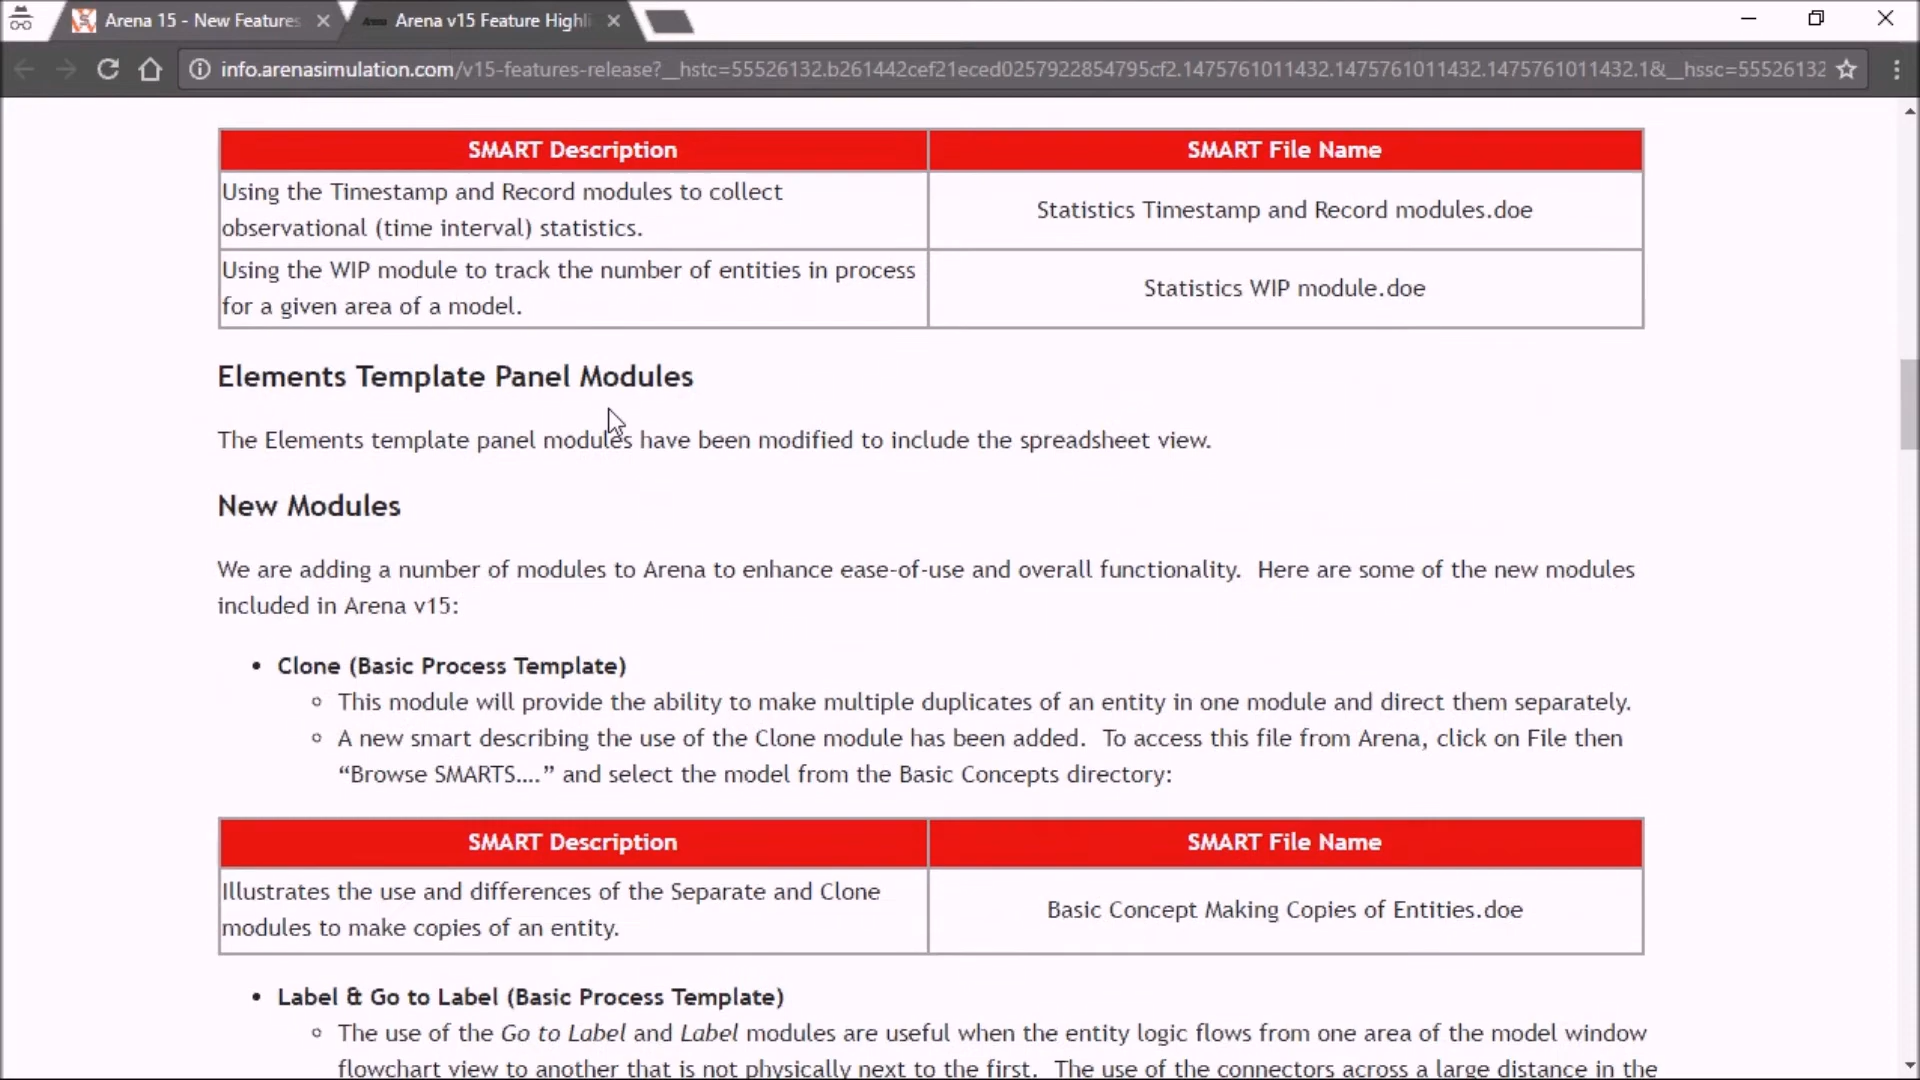 Arena 15 - New Features
Arena v15 Feature Highli
info.arenasimulation.com/v15-features-release?__hstc=55526132.b261442cef21eced0257922854795cf2.1475761011432.1475761011432.1475761011432.1&__hssc=55526132
SMART Description
SMART File Name
Using the Timestamp and Record modules to collect
observational (time interval) statistics.
Statistics Timestamp and Record modules.doe
Using the WIP module to track the number of entities in process
for a given area of a model.
Statistics WIP module.doe
Elements Template Panel Modules
The Elements template panel modules have been modified to include the spreadsheet view.
New Modules
We are adding a number of modules to Arena to enhance ease-of-use and overall functionality.  Here are some of the new modules
included in Arena v15:
• Clone (Basic Process Template)
◦ This module will provide the ability to make multiple duplicates of an entity in one module and direct them separately.
◦ A new smart describing the use of the Clone module has been added.  To access this file from Arena, click on File then
“Browse SMARTS….” and select the model from the Basic Concepts directory:
SMART Description
SMART File Name
Illustrates the use and differences of the Separate and Clone
modules to make copies of an entity.
Basic Concept Making Copies of Entities.doe
• Label & Go to Label (Basic Process Template)
◦ The use of the Go to Label and Label modules are useful when the entity logic flows from one area of the model window
flowchart view to another that is not physically next to the first.  The use of the connectors across a large distance in the